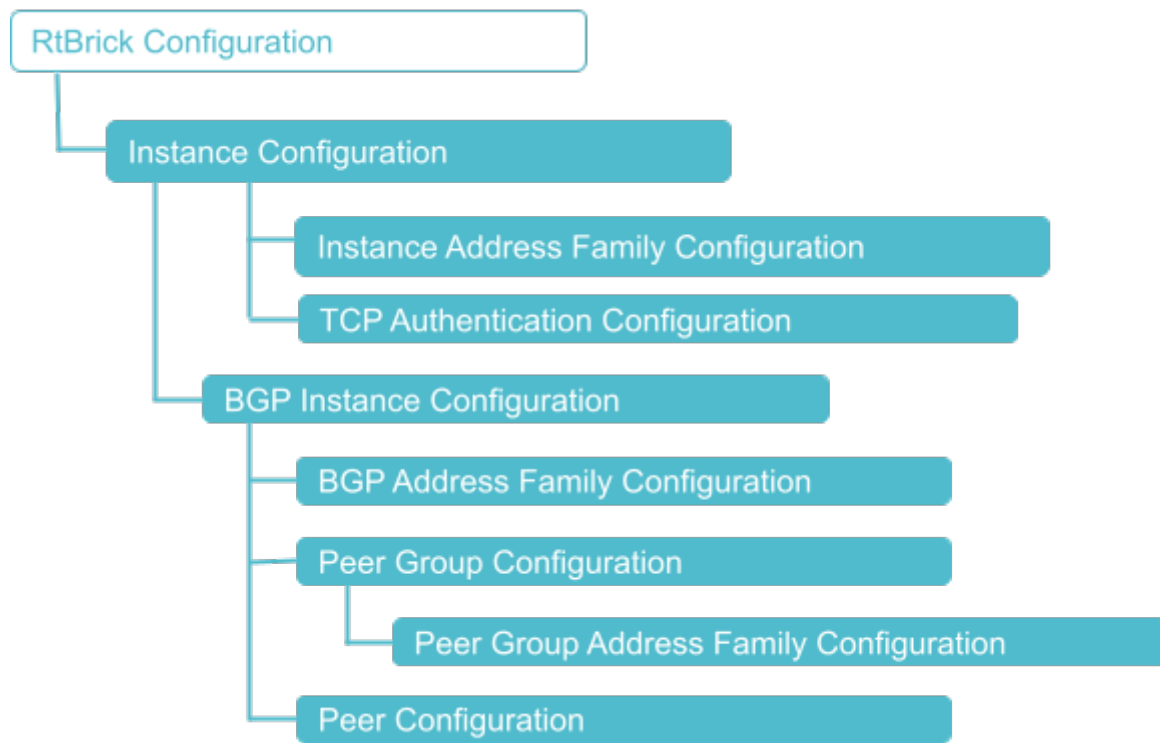 RtBrick Configuration
Instance Configuration
Instance Address Family Configuration
TCP Authentication Configuration
BGP Instance Configuration
BGP Address Family Configuration
Peer Group Configuration
Peer Group Address Family Configuration
Peer Configuration